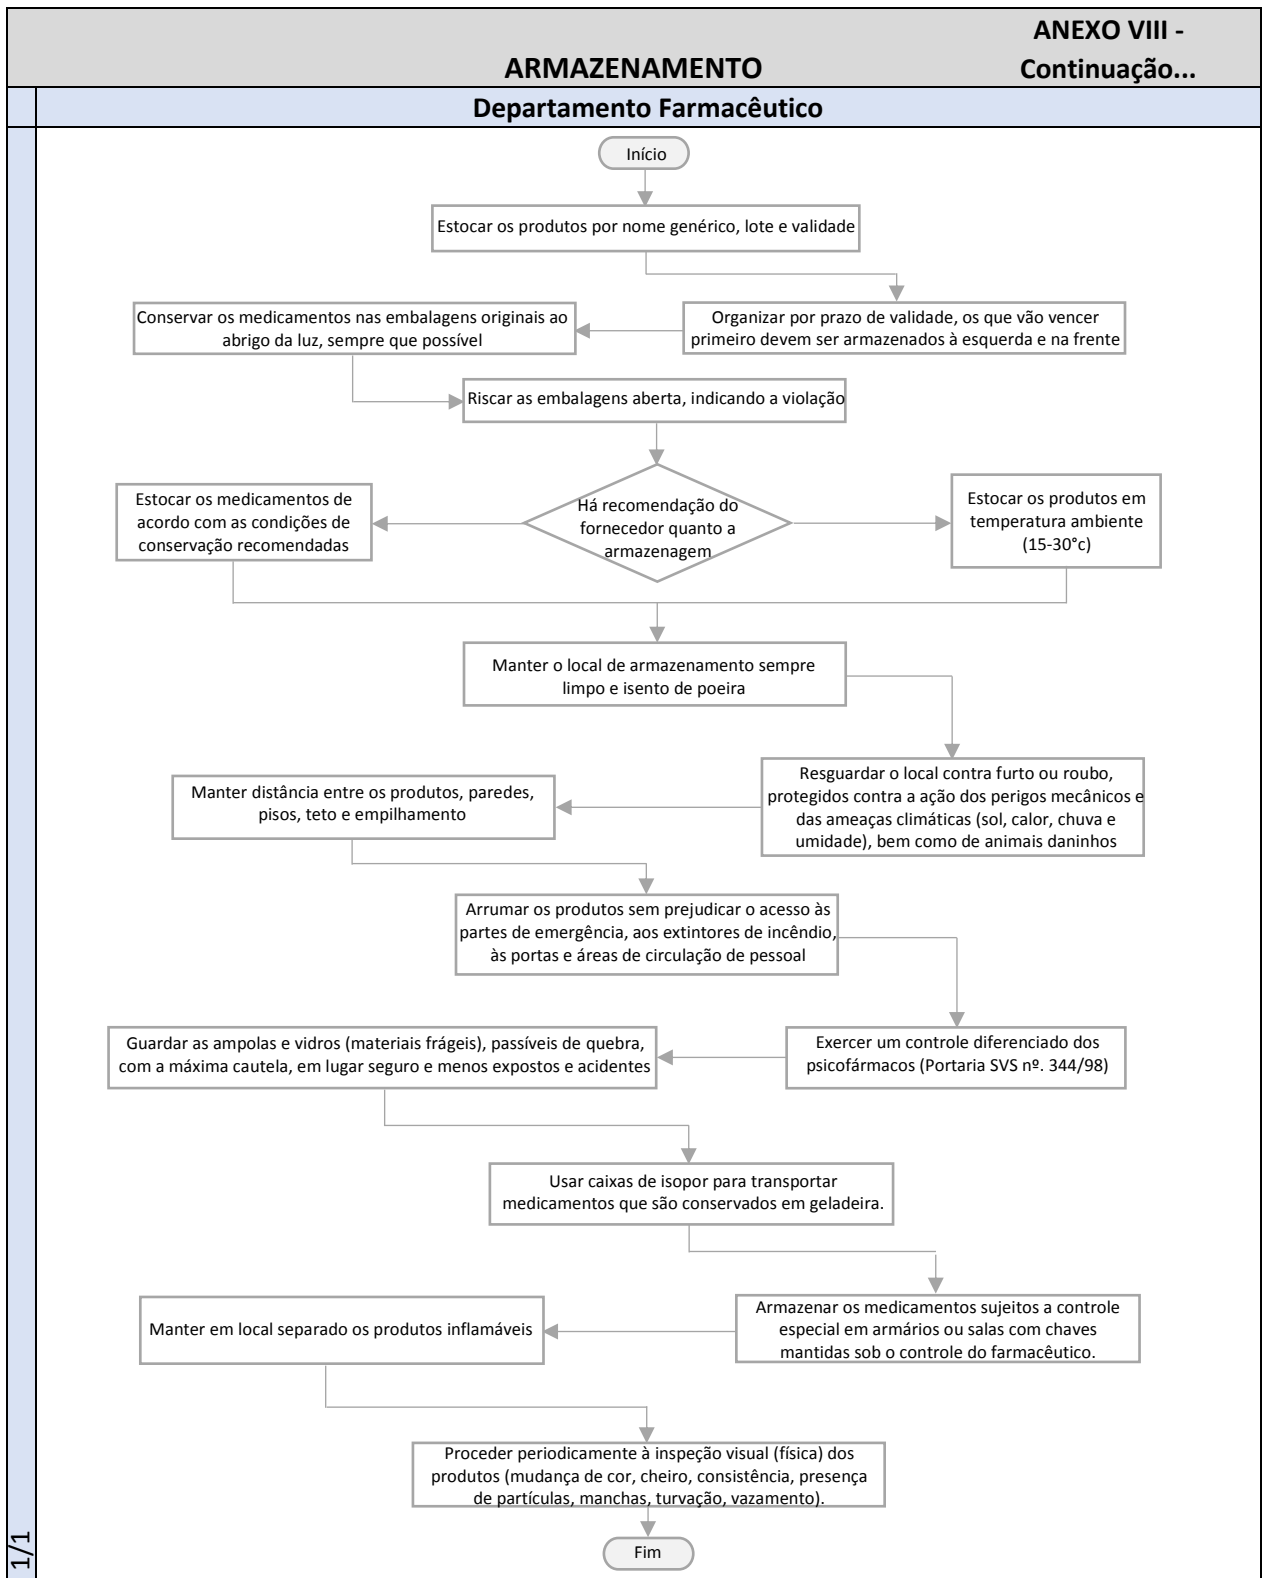 ANEXO VIII -
ARMAZENAMENTO
Continuação...
Departamento Farmacêutico
Início
Estocar os produtos por nome genérico, lote e validade
Organizar por prazo de validade, os que vão vencer
primeiro devem ser armazenados à esquerda e na frente
Conservar os medicamentos nas embalagens originais ao
abrigo da luz, sempre que possível
Riscar as embalagens aberta, indicando a violação
Há recomendação do
fornecedor quanto a
armazenagem
Estocar os medicamentos de
acordo com as condições de
conservação recomendadas
Estocar os produtos em
temperatura ambiente
(15-30°c)
Manter o local de armazenamento sempre
limpo e isento de poeira
Resguardar o local contra furto ou roubo,
protegidos contra a ação dos perigos mecânicos e
das ameaças climáticas (sol, calor, chuva e
umidade), bem como de animais daninhos
Manter distância entre os produtos, paredes,
pisos, teto e empilhamento
Arrumar os produtos sem prejudicar o acesso às
partes de emergência, aos extintores de incêndio,
às portas e áreas de circulação de pessoal
Exercer um controle diferenciado dos
psicofármacos (Portaria SVS nº. 344/98)
Guardar as ampolas e vidros (materiais frágeis), passíveis de quebra,
com a máxima cautela, em lugar seguro e menos expostos e acidentes
Usar caixas de isopor para transportar
medicamentos que são conservados em geladeira.
Armazenar os medicamentos sujeitos a controle
especial em armários ou salas com chaves
mantidas sob o controle do farmacêutico.
Manter em local separado os produtos inflamáveis
Proceder periodicamente à inspeção visual (física) dos
produtos (mudança de cor, cheiro, consistência, presença
de partículas, manchas, turvação, vazamento).
Fim
1/1